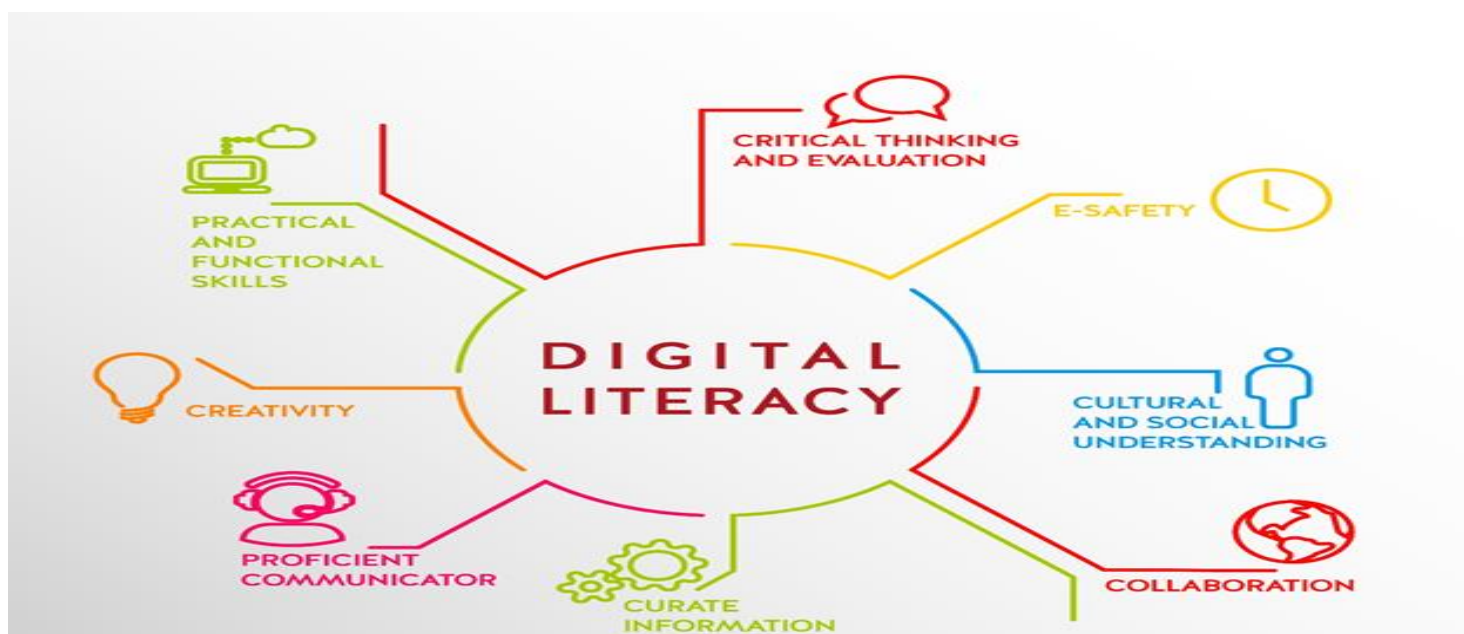 CRITICAL THINKING
AND EVALUATION
E-SAFETY
PRACTICAL
AND
FUNCTIONAL
SKILLS
DIGITAL
LITERACY
CREATIVITY
CULTURAL
AND SOCIAL
UNDERSTANDING
PROFICIENT
COMMUNICATOR
COLLABORATION
CURATE
INFORMATION